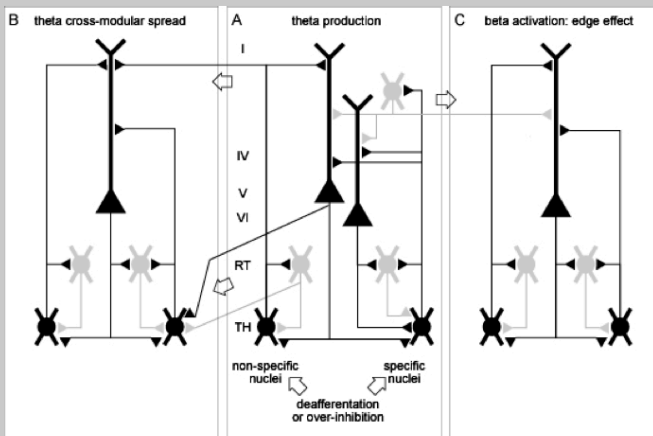 B theta cross-modular spread
A theta production
C beta activation: edge effect
I
IV
V
VI
RT
TH
non-specific
nuclei
specific
nuclei
deafferentation
or over-inhibition